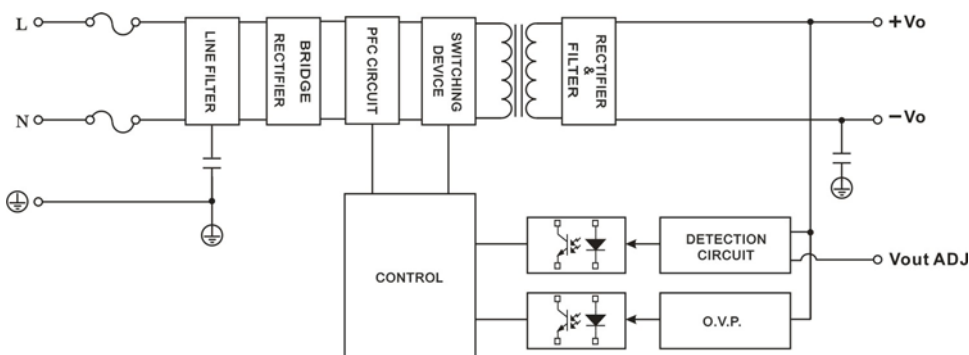 L
N
LINE FILTER
BRIDGE
RECTIFIER
PFC CIRCUIT
SWITCHING
DEVICE
RECTIFIER
&
FILTER
+Vo
−Vo
CONTROL
DETECTION
CIRCUIT
Vout ADJ
O.V.P.